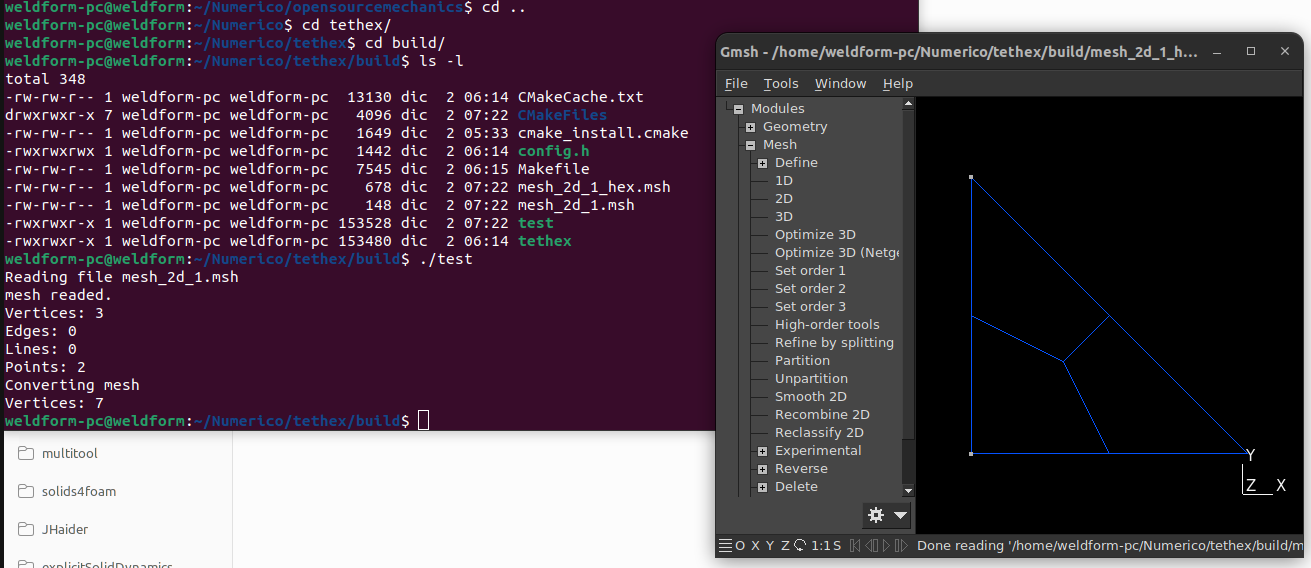 weldform-pc@weldform:~/Numerico/opensourcemechanics$ cd ..
weldform-pc@weldform:~/Numerico$ cd tethex/
weldform-pc@weldform:~/Numerico/tethex$ cd build/
weldform-pc@weldform:~/Numerico/tethex/build$ ls -l
total 348
-rw-rw-r-- 1 weldform-pc weldform-pc  13130 dic  2 06:14 CMakeCache.txt
drwxrwxr-x 7 weldform-pc weldform-pc   4096 dic  2 07:22 CMakeFiles
-rw-rw-r-- 1 weldform-pc weldform-pc   1649 dic  2 05:33 cmake_install.cmake
-rwxrwxrwx 1 weldform-pc weldform-pc   1442 dic  2 06:14 config.h
-rw-rw-r-- 1 weldform-pc weldform-pc   7545 dic  2 06:15 Makefile
-rw-rw-r-- 1 weldform-pc weldform-pc    678 dic  2 07:22 mesh_2d_1_hex.msh
-rw-rw-r-- 1 weldform-pc weldform-pc    148 dic  2 07:22 mesh_2d_1.msh
-rwxrwxr-x 1 weldform-pc weldform-pc 153528 dic  2 07:22 test
-rwxrwxr-x 1 weldform-pc weldform-pc 153480 dic  2 06:14 tethex
weldform-pc@weldform:~/Numerico/tethex/build$ ./test
Reading file mesh_2d_1.msh
mesh readed.
Vertices: 3
Edges: 0
Lines: 0
Points: 2
Converting mesh
Vertices: 7
weldform-pc@weldform:~/Numerico/tethex/build$
multitool
solids4foam
JHaider
explicitSolidDynamics
Gmsh - /home/weldform-pc/Numerico/tethex/build/mesh_2d_1_h...
File Tools Window Help
Modules
Geometry
Mesh
Define
1D
2D
3D
Optimize 3D
Optimize 3D (Netge
Set order 1
Set order 2
Set order 3
High-order tools
Refine by splitting
Partition
Unpartition
Smooth 2D
Recombine 2D
Reclassify 2D
Experimental
Reverse
Delete
Y
Z X
O X Y Z 1:1 S Done reading '/home/weldform-pc/Numerico/tethex/build/m